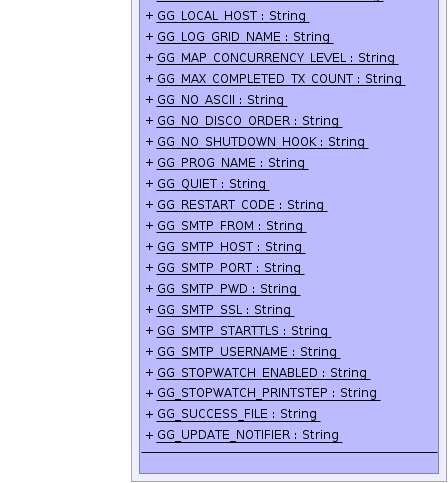 + GG_LOCAL_HOST : String
+ GG_LOG_GRID_NAME : String
+ GG_MAP_CONCURRENCY_LEVEL : String
+ GG_MAX_COMPLETED_TX_COUNT : String
+ GG_NO_ASCII : String
+ GG_NO_DISCO_ORDER : String
+ GG_NO_SHUTDOWN_HOOK : String
+ GG_PROG_NAME : String
+ GG_QUIET : String
+ GG_RESTART_CODE : String
+ GG_SMTP_FROM : String
+ GG_SMTP_HOST : String
+ GG_SMTP_PORT : String
+ GG_SMTP_PWD : String
+ GG_SMTP_SSL : String
+ GG_SMTP_STARTTLS : String
+ GG_SMTP_USERNAME : String
+ GG_STOPWATCH_ENABLED : String
+ GG_STOPWATCH_PRINTSTEP : String
+ GG_SUCCESS_FILE : String
+ GG_UPDATE_NOTIFIER : String